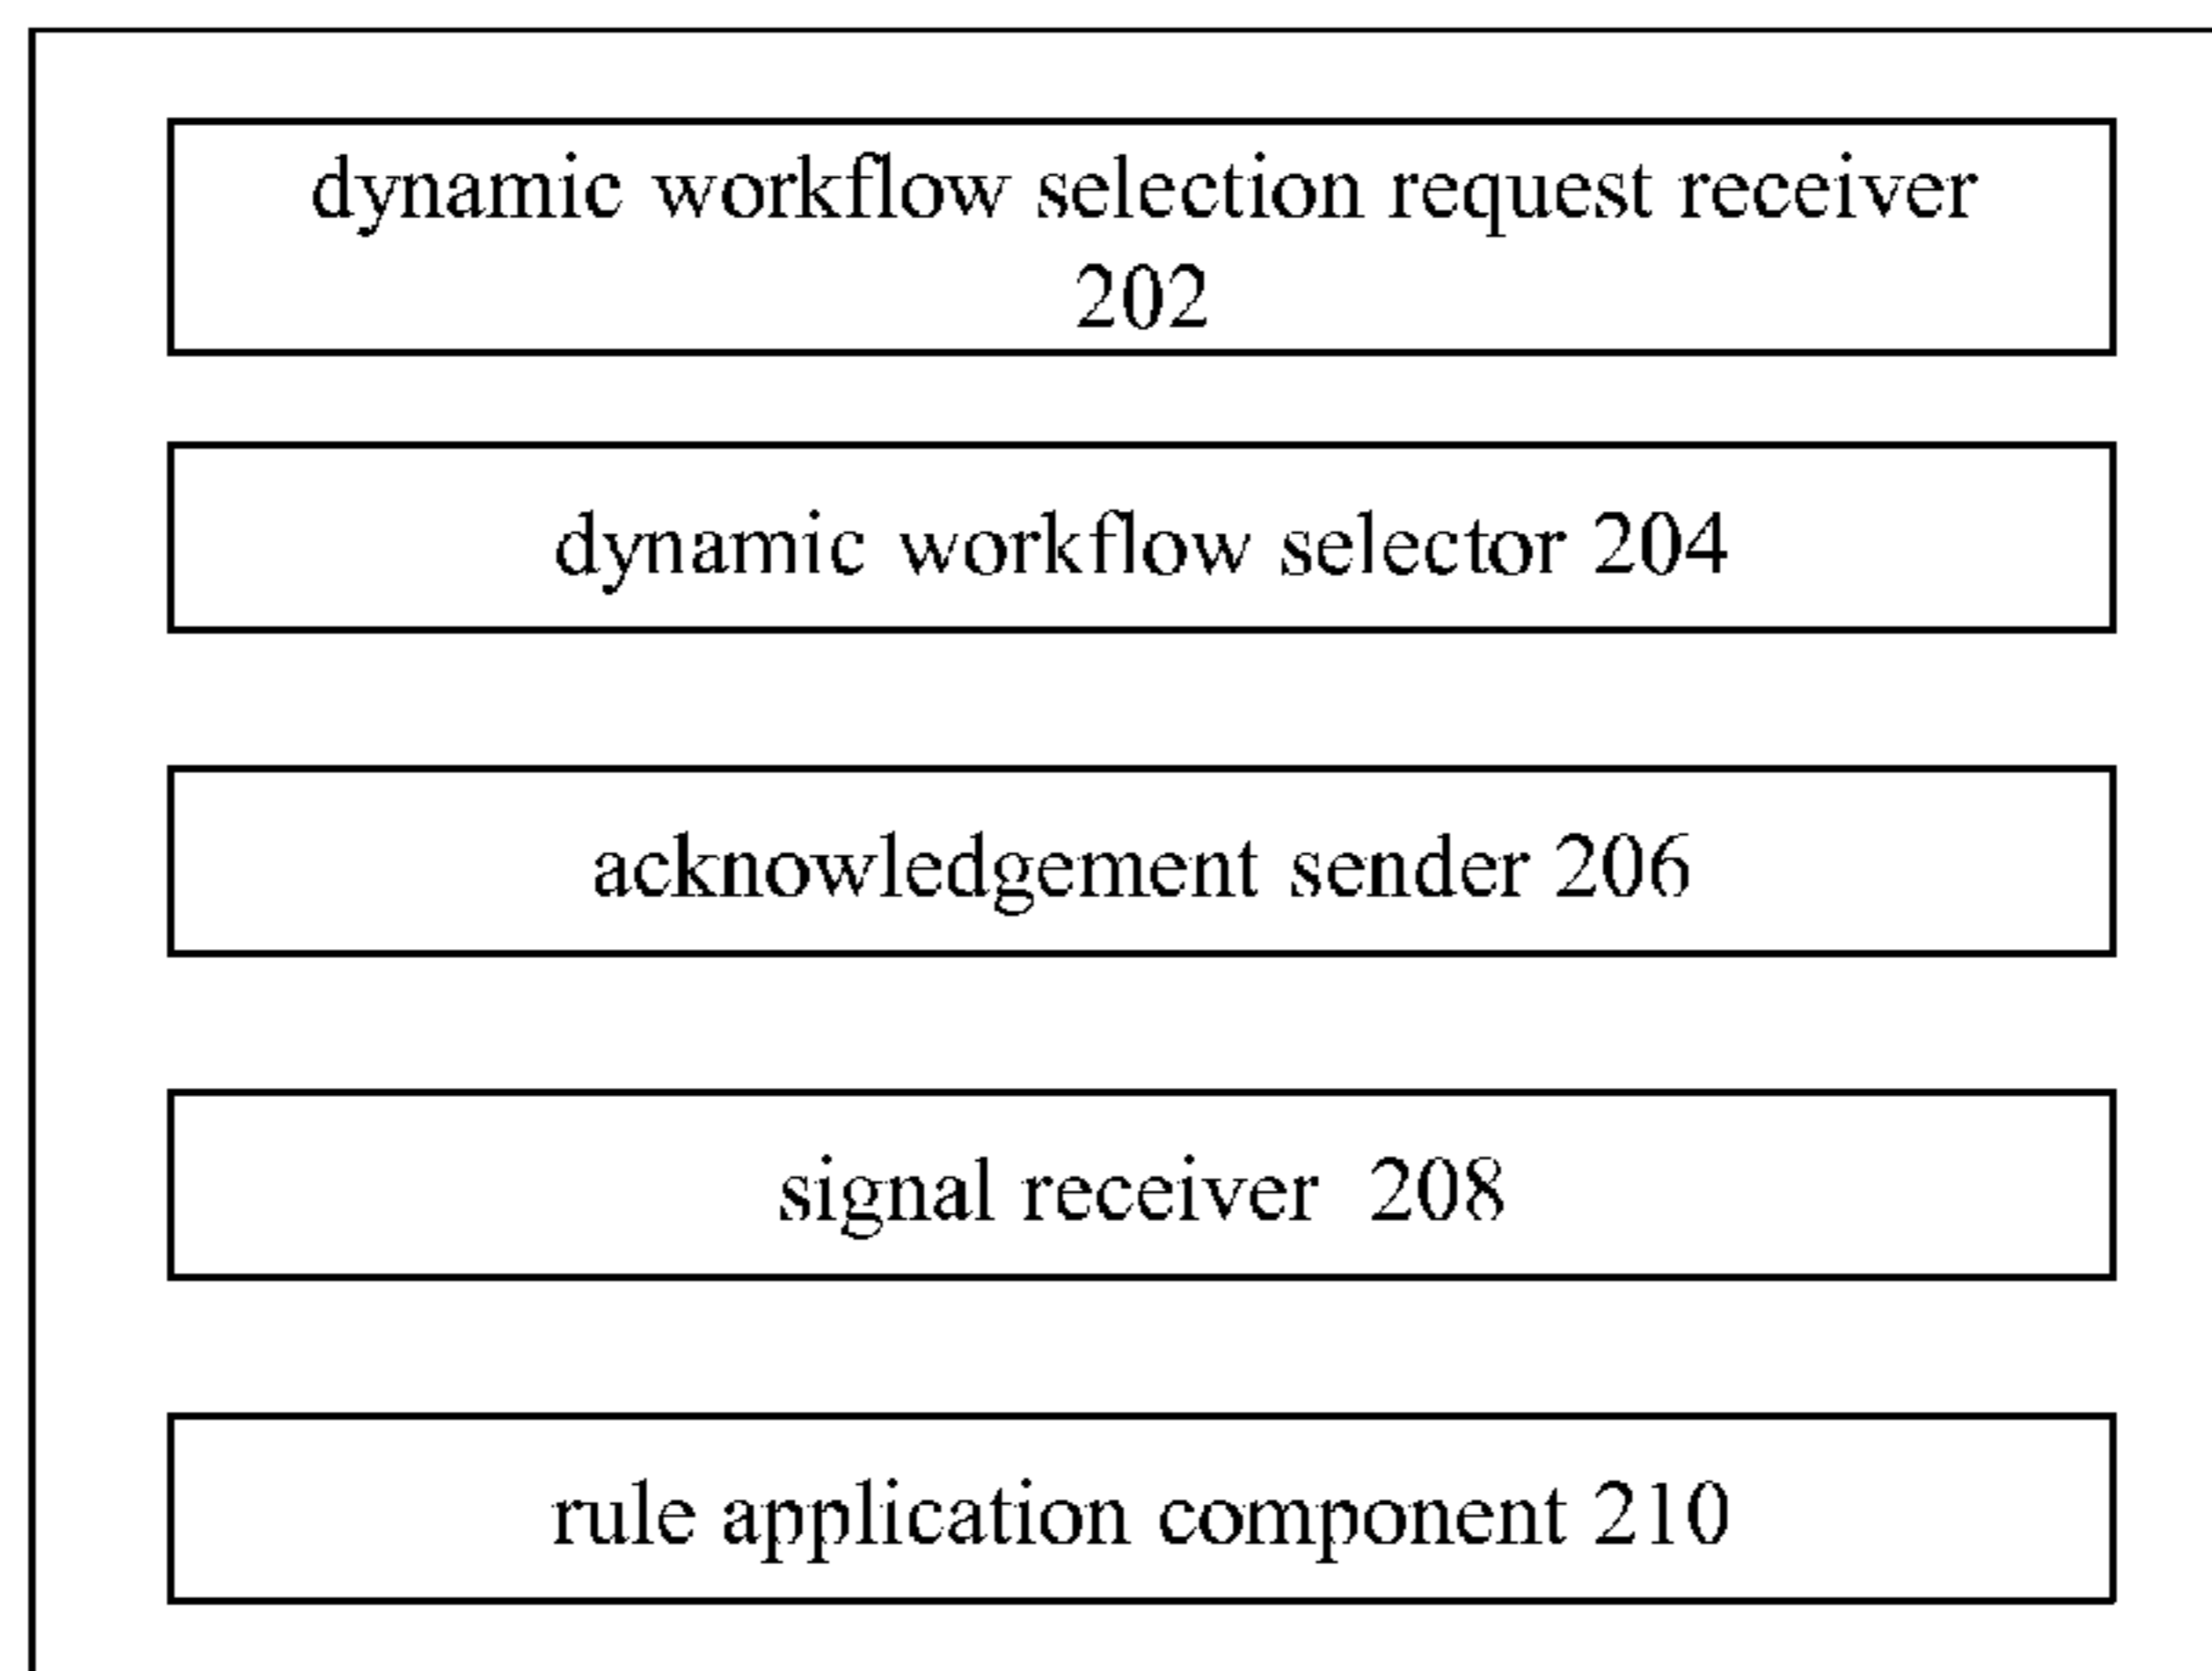 dynamic workflow selection request receiver
202
dynamic workflow selector 204
acknowledgement sender 206
signal receiver 208
rule application component 210